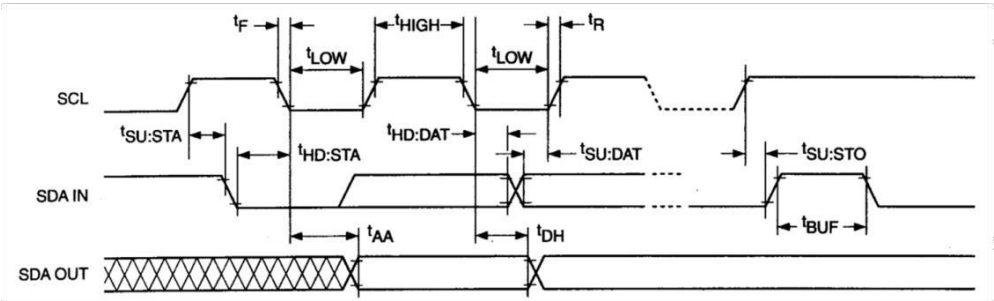 tF tHIGH tR
tLOW tLOW
SCL
tSU:STA tHD:STA tHD:DAT tSU:DAT tSU:STO
SDA IN
tAA tDH tBUF
SDA OUT